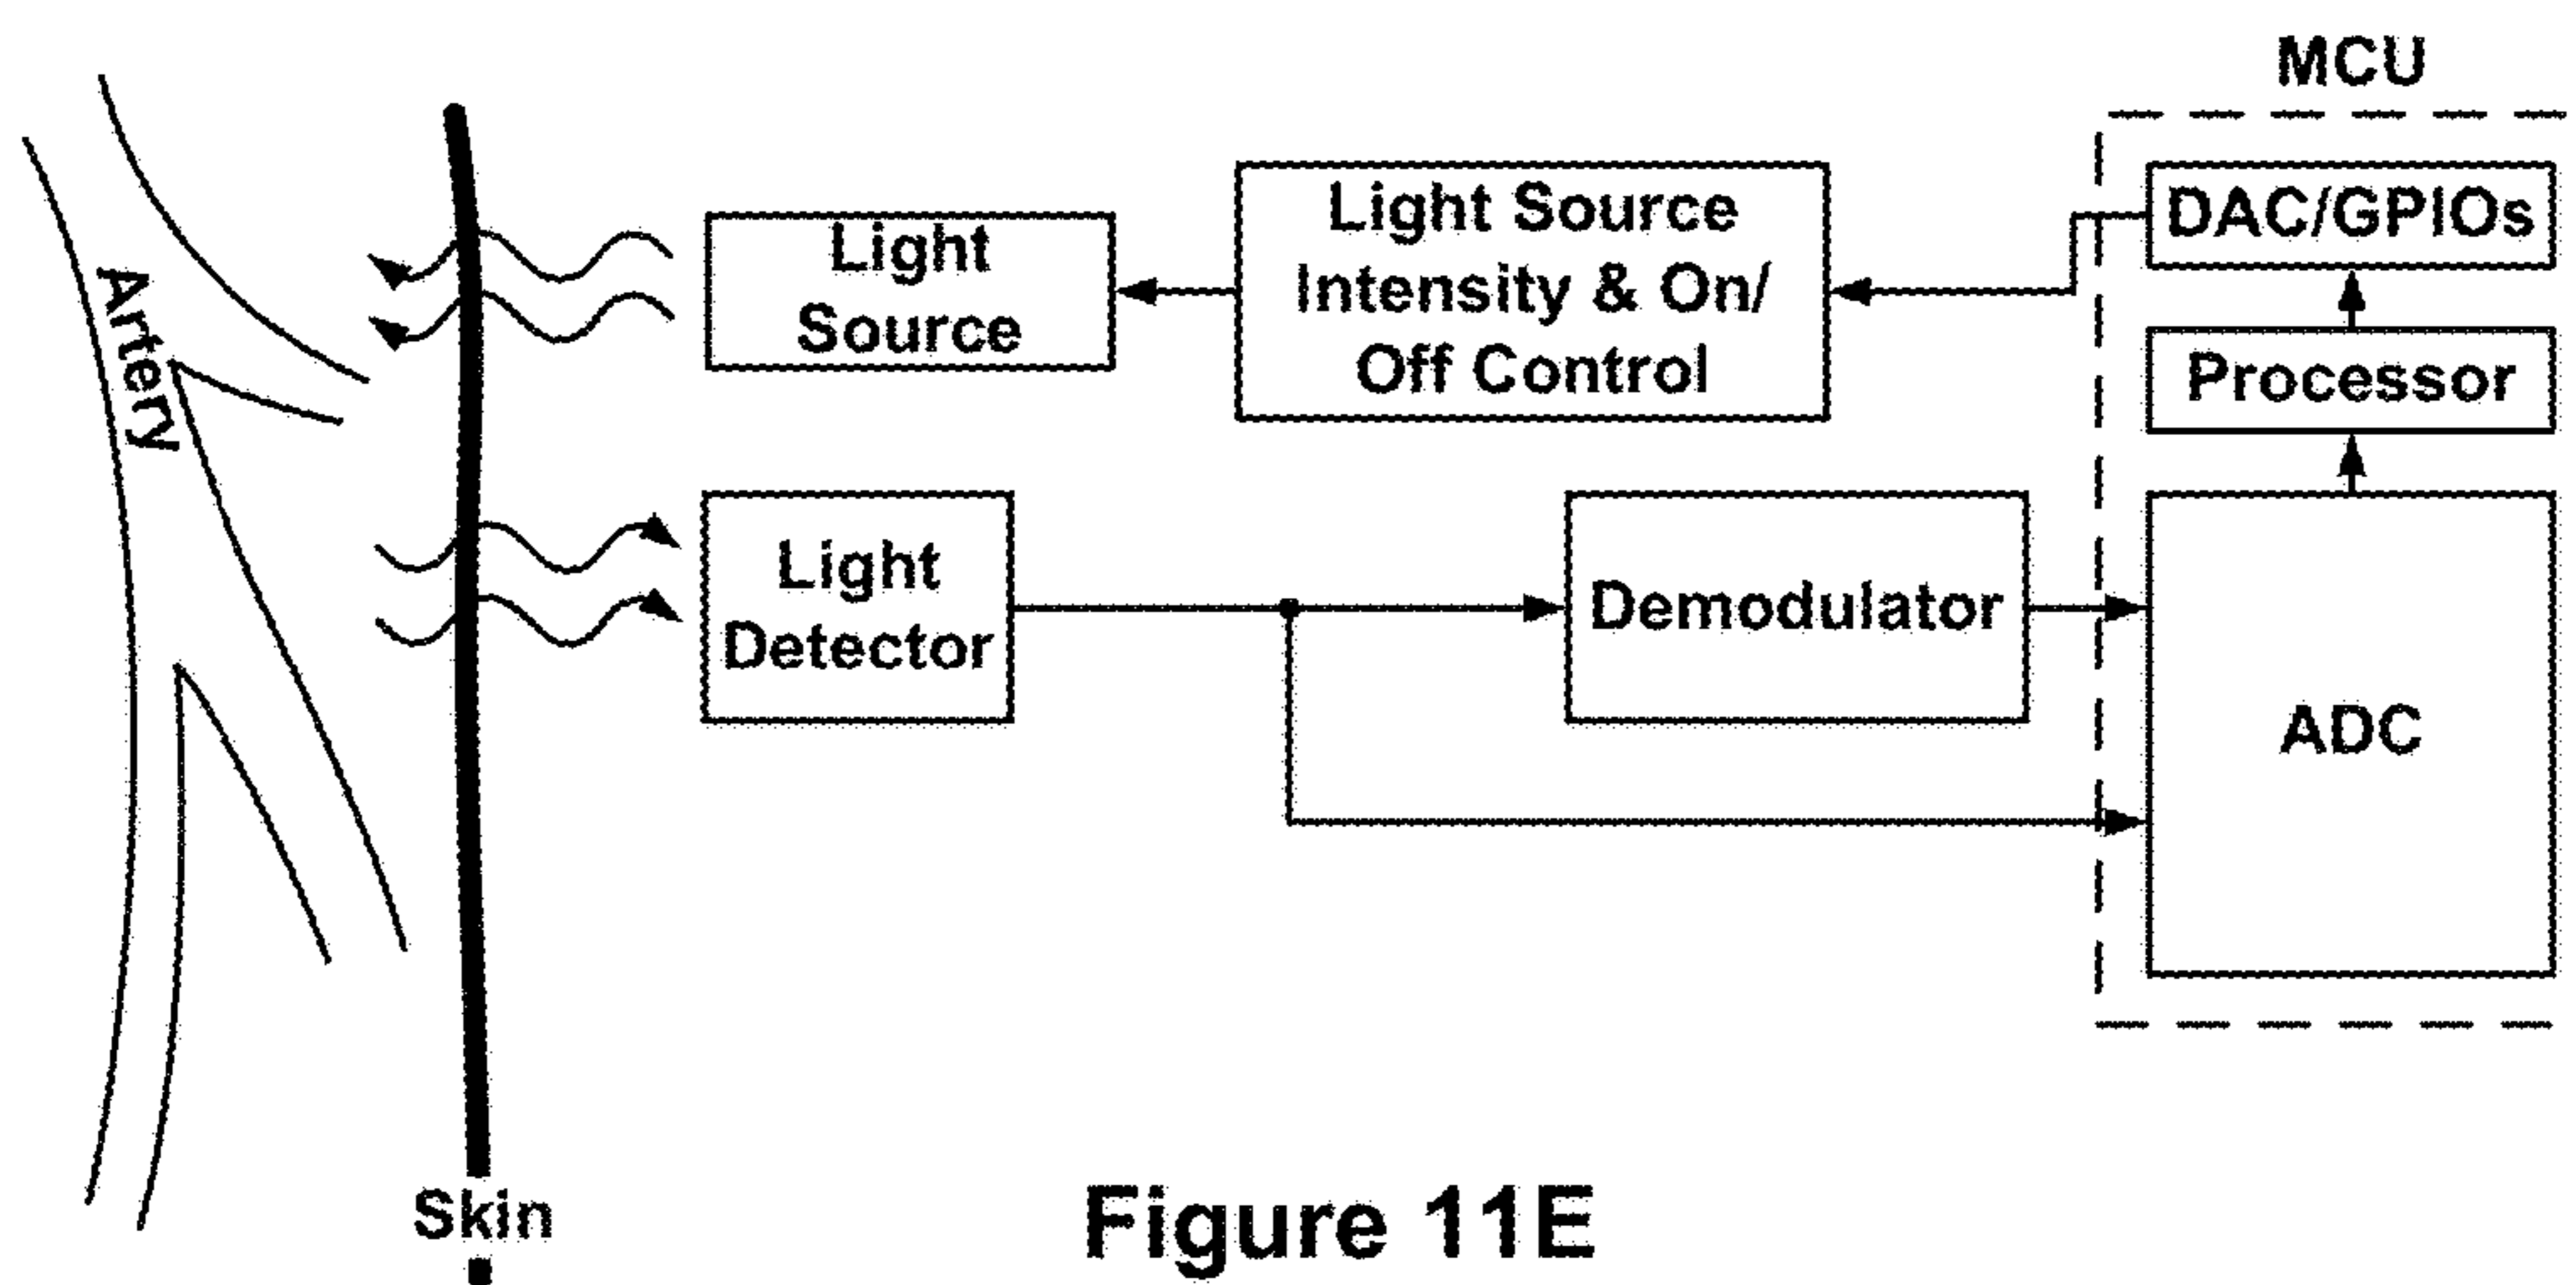 MCU
Light Source
Intensity & On/
Off Control
DAC/GPIOs
Light
Source
Artery
Processor
Light
Detector
Demodulator
ADC
Skin
Figure 11E